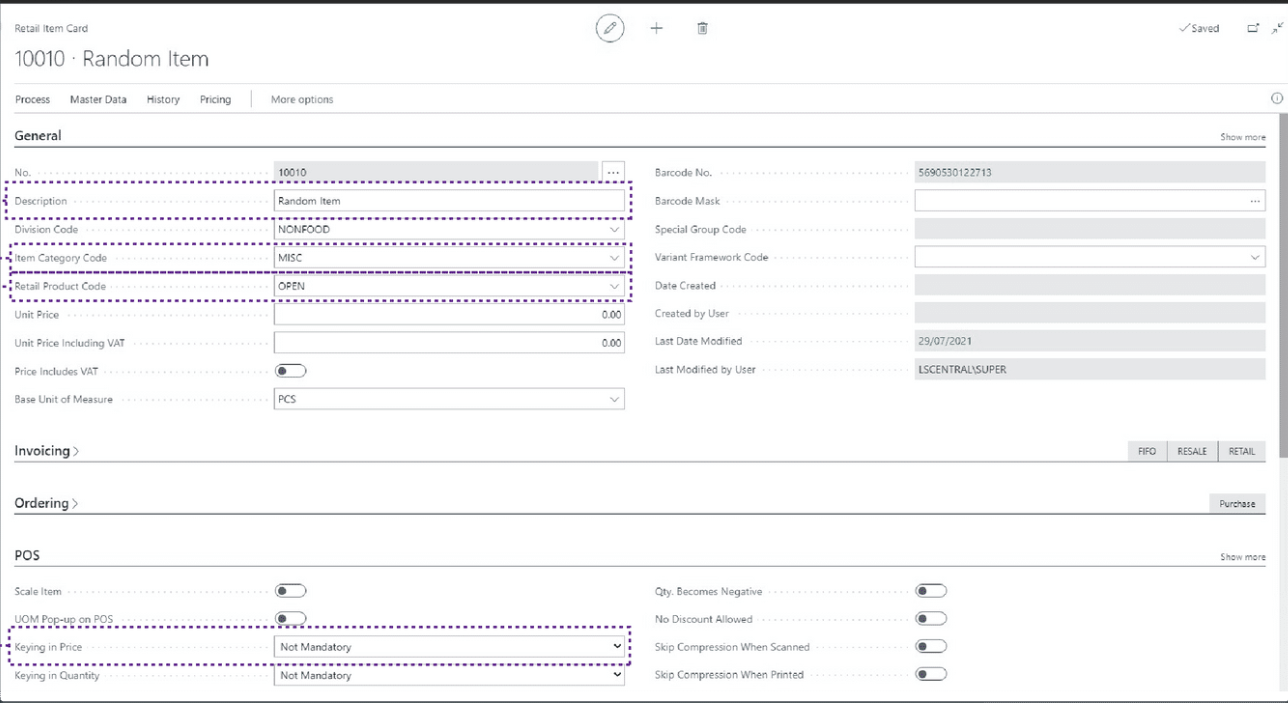 Retail Item Card
Saved
10010 · Random Item
Process Master Data History Pricing More options
General
Show more
No. 10010 ...
Barcode No. 5690530122713
Description Random Item
Barcode Mask ...
Division Code NONFOOD
Special Group Code
Item Category Code MISC
Variant Framework Code
Retail Product Code OPEN
Date Created
Unit Price 0.00
Created by User
Unit Price Including VAT 0.00
Last Date Modified 29/07/2021
Price Includes VAT
Last Modified by User LSCENTRAL\SUPER
Base Unit of Measure PCS
Invoicing >
FIFO RESALE RETAIL
Ordering >
Purchase
POS
Show more
Scale Item
Qty. Becomes Negative
UOM Pop-up on POS
No Discount Allowed
Keying in Price Not Mandatory
Skip Compression When Scanned
Keying in Quantity Not Mandatory
Skip Compression When Printed